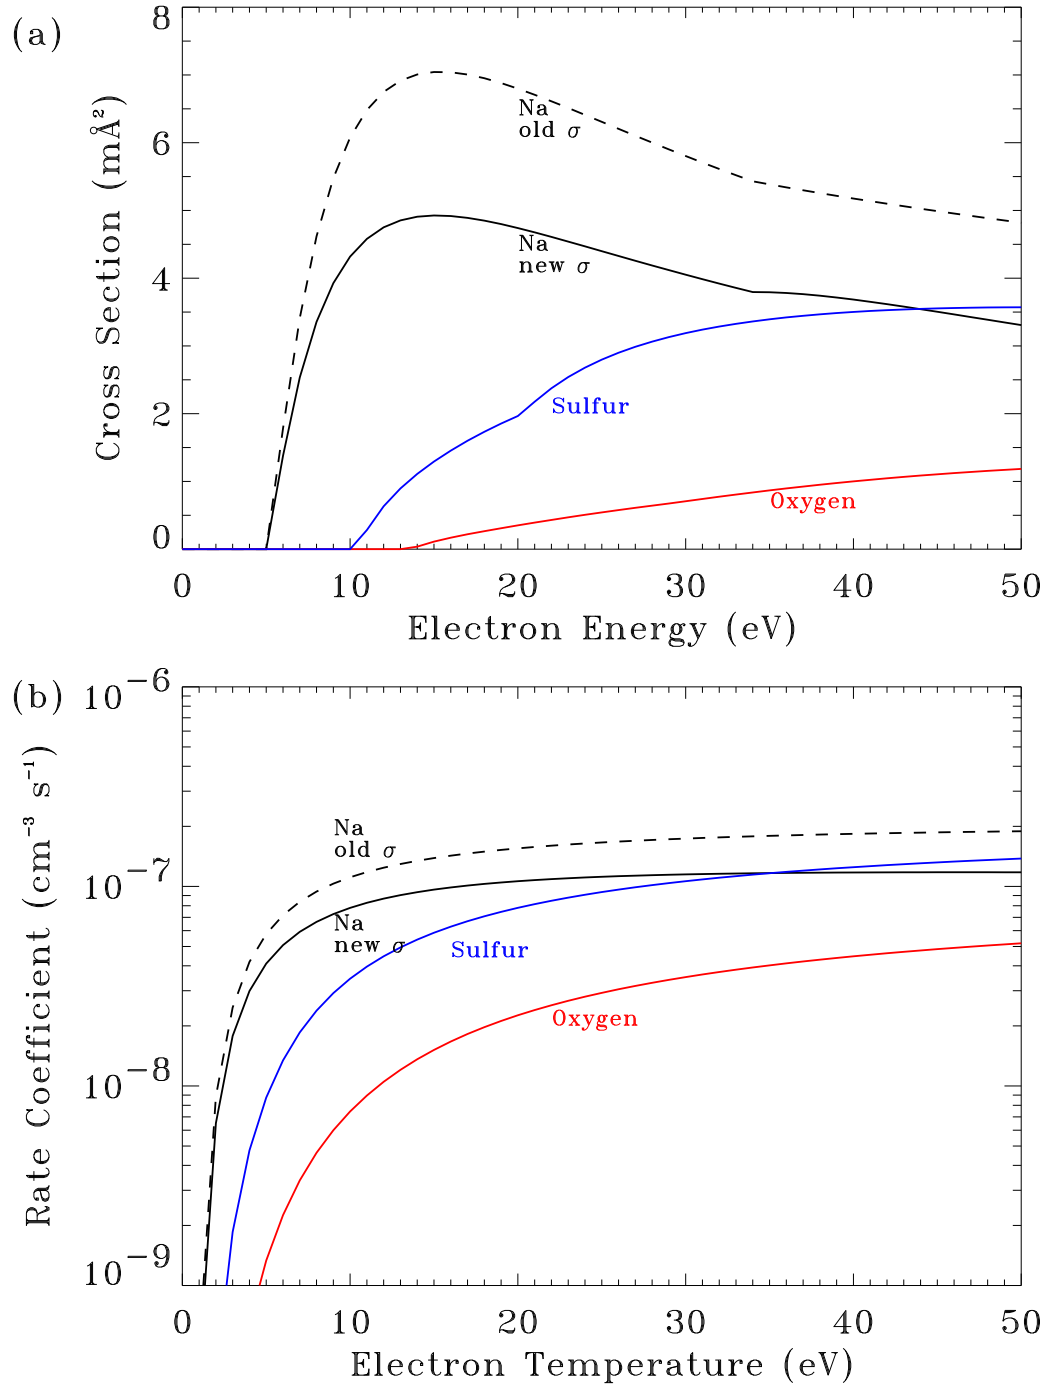 (a)
8
6
4
2
0
Cross Section (mÅ²)
Na
old σ
Na
new σ
Sulfur
Oxygen
0 10 20 30 40 50
Electron Energy (eV)
(b)
10⁻⁶
10⁻⁷
10⁻⁸
10⁻⁹
Rate Coefficient (cm⁻³ s⁻¹)
Na
old σ
Na
new σ
Sulfur
Oxygen
0 10 20 30 40 50
Electron Temperature (eV)